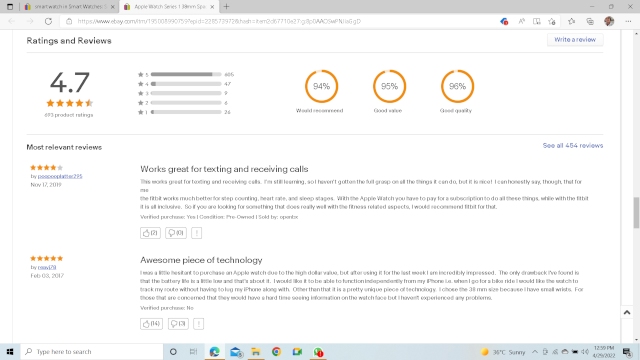 smartwatch in Smart Watches
Apple Watch Series 1 38mm Spa
https://www.ebay.com/itm/
Ratings and Reviews
Write a review
4.7
693 product ratings
5 605
4 47
3 9
2 6
1 26
94%
Would recommend
95%
Good value
96%
Good quality
Most relevant reviews
See all 454 reviews
by
Nov 17, 2019
Works great for texting and receiving calls
This works great for texting and receiving calls. I'm still learning, so I haven't gotten the full grasp on all the things it can do, but it is nice! I can honestly say, though, that for
me
the fitbit works much better for step counting, heart rate, and sleep stages. With the Apple Watch you have to pay for a subscription to do all these things, while with the fitbit
it is all inclusive. So if you are looking for something that does really well with the fitness related aspects, I would recommend fitbit for that.
Verified purchase: Yes | Condition: Pre-Owned | Sold by:
(2) (0)
by
Feb 03, 2017
Awesome piece of technology
I was a little hesitant to purchase an Apple watch due to the high dollar value, but after using it for the last week I am incredibly impressed. The only drawback I've found is
that the battery life is a little low and that's about it. I would like it to be able to function independently from my iPhone i.e. when I go for a bike ride I would like the watch to
track my route without having to lug my iPhone along with. Other than that it is a pretty unique piece of technology. I chose the 38 mm size because I have small wrists. For
those that are concerned that they would have a hard time seeing information on the watch face but I haven't experienced any problems.
Verified purchase: No
(14) (3)
Type here to search
36°C Sunny
12:59 PM
4/29/2022